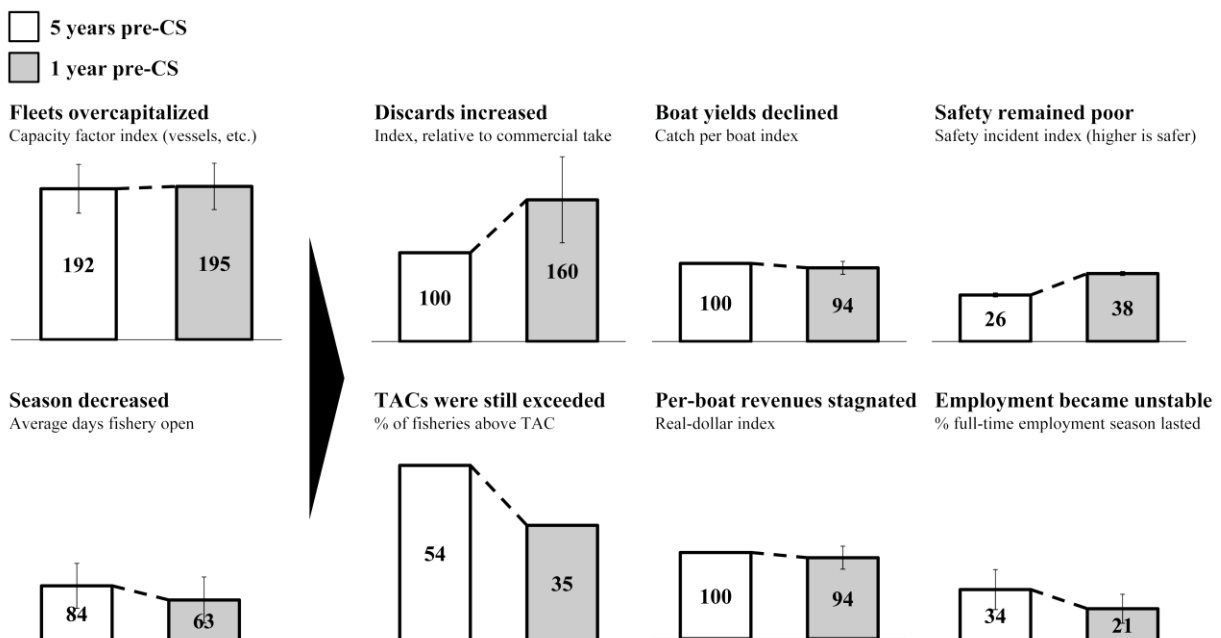 5 years pre-CS
1 year pre-CS
Fleets overcapitalized
Capacity factor index (vessels, etc.)
192
195
Discards increased
Index, relative to commercial take
100
160
Boat yields declined
Catch per boat index
100
94
Safety remained poor
Safety incident index (higher is safer)
26
38
Season decreased
Average days fishery open
84
63
TACs were still exceeded
% of fisheries above TAC
54
35
Per-boat revenues stagnated
Real-dollar index
100
94
Employment became unstable
% full-time employment season lasted
34
21